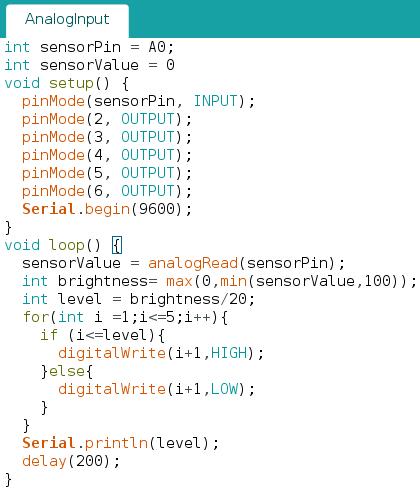 AnalogInput
int sensorPin = A0;
int sensorValue = 0
void setup() {
  pinMode(sensorPin, INPUT);
  pinMode(2, OUTPUT);
  pinMode(3, OUTPUT);
  pinMode(4, OUTPUT);
  pinMode(5, OUTPUT);
  pinMode(6, OUTPUT);
  Serial.begin(9600);
}
void loop() {
  sensorValue = analogRead(sensorPin);
  int brightness= max(0,min(sensorValue,100));
  int level = brightness/20;
  for(int i =1;i<=5;i++){
    if (i<=level){
      digitalWrite(i+1,HIGH);
    }else{
      digitalWrite(i+1,LOW);
    }
  }
  Serial.println(level);
  delay(200);
}